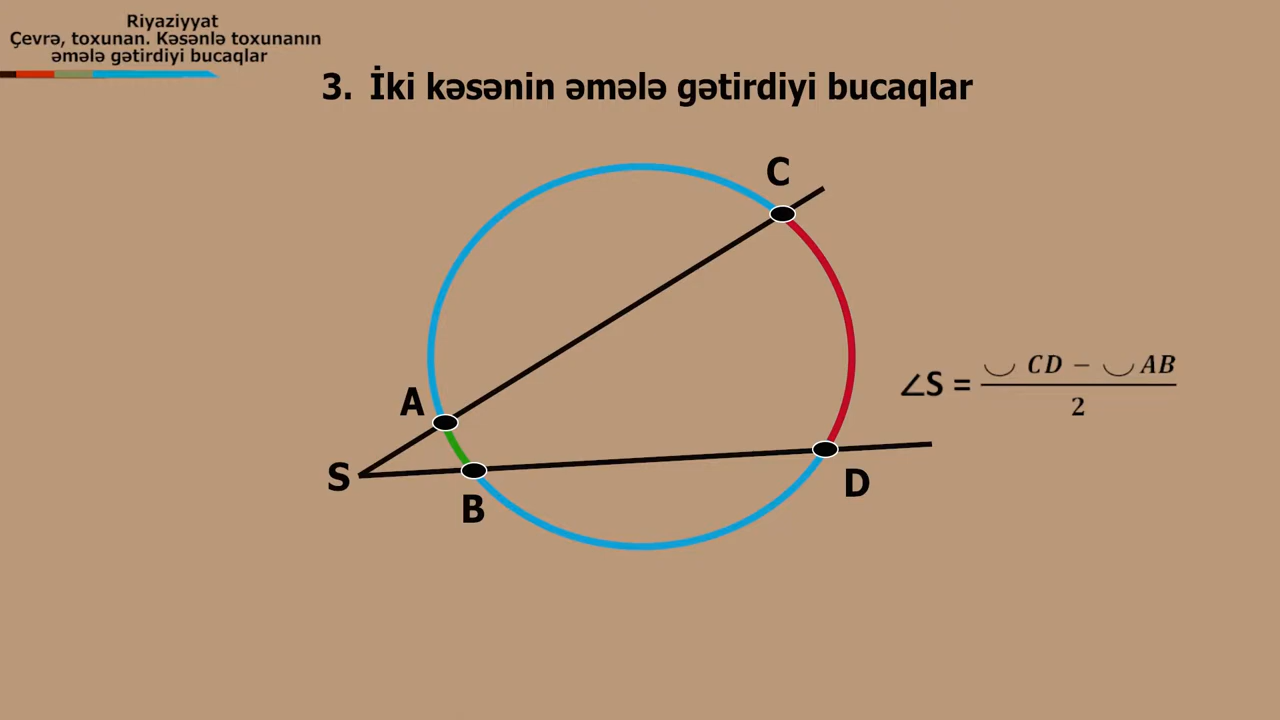 Riyaziyyat
Çevrə, toxunan. Kəsənlə toxunanın
əmələ gətirdiyi bucaqlar
3. İki kəsənin əmələ gətirdiyi bucaqlar
C
A
S
B
D
∠S = (◡ CD − ◡ AB) / 2